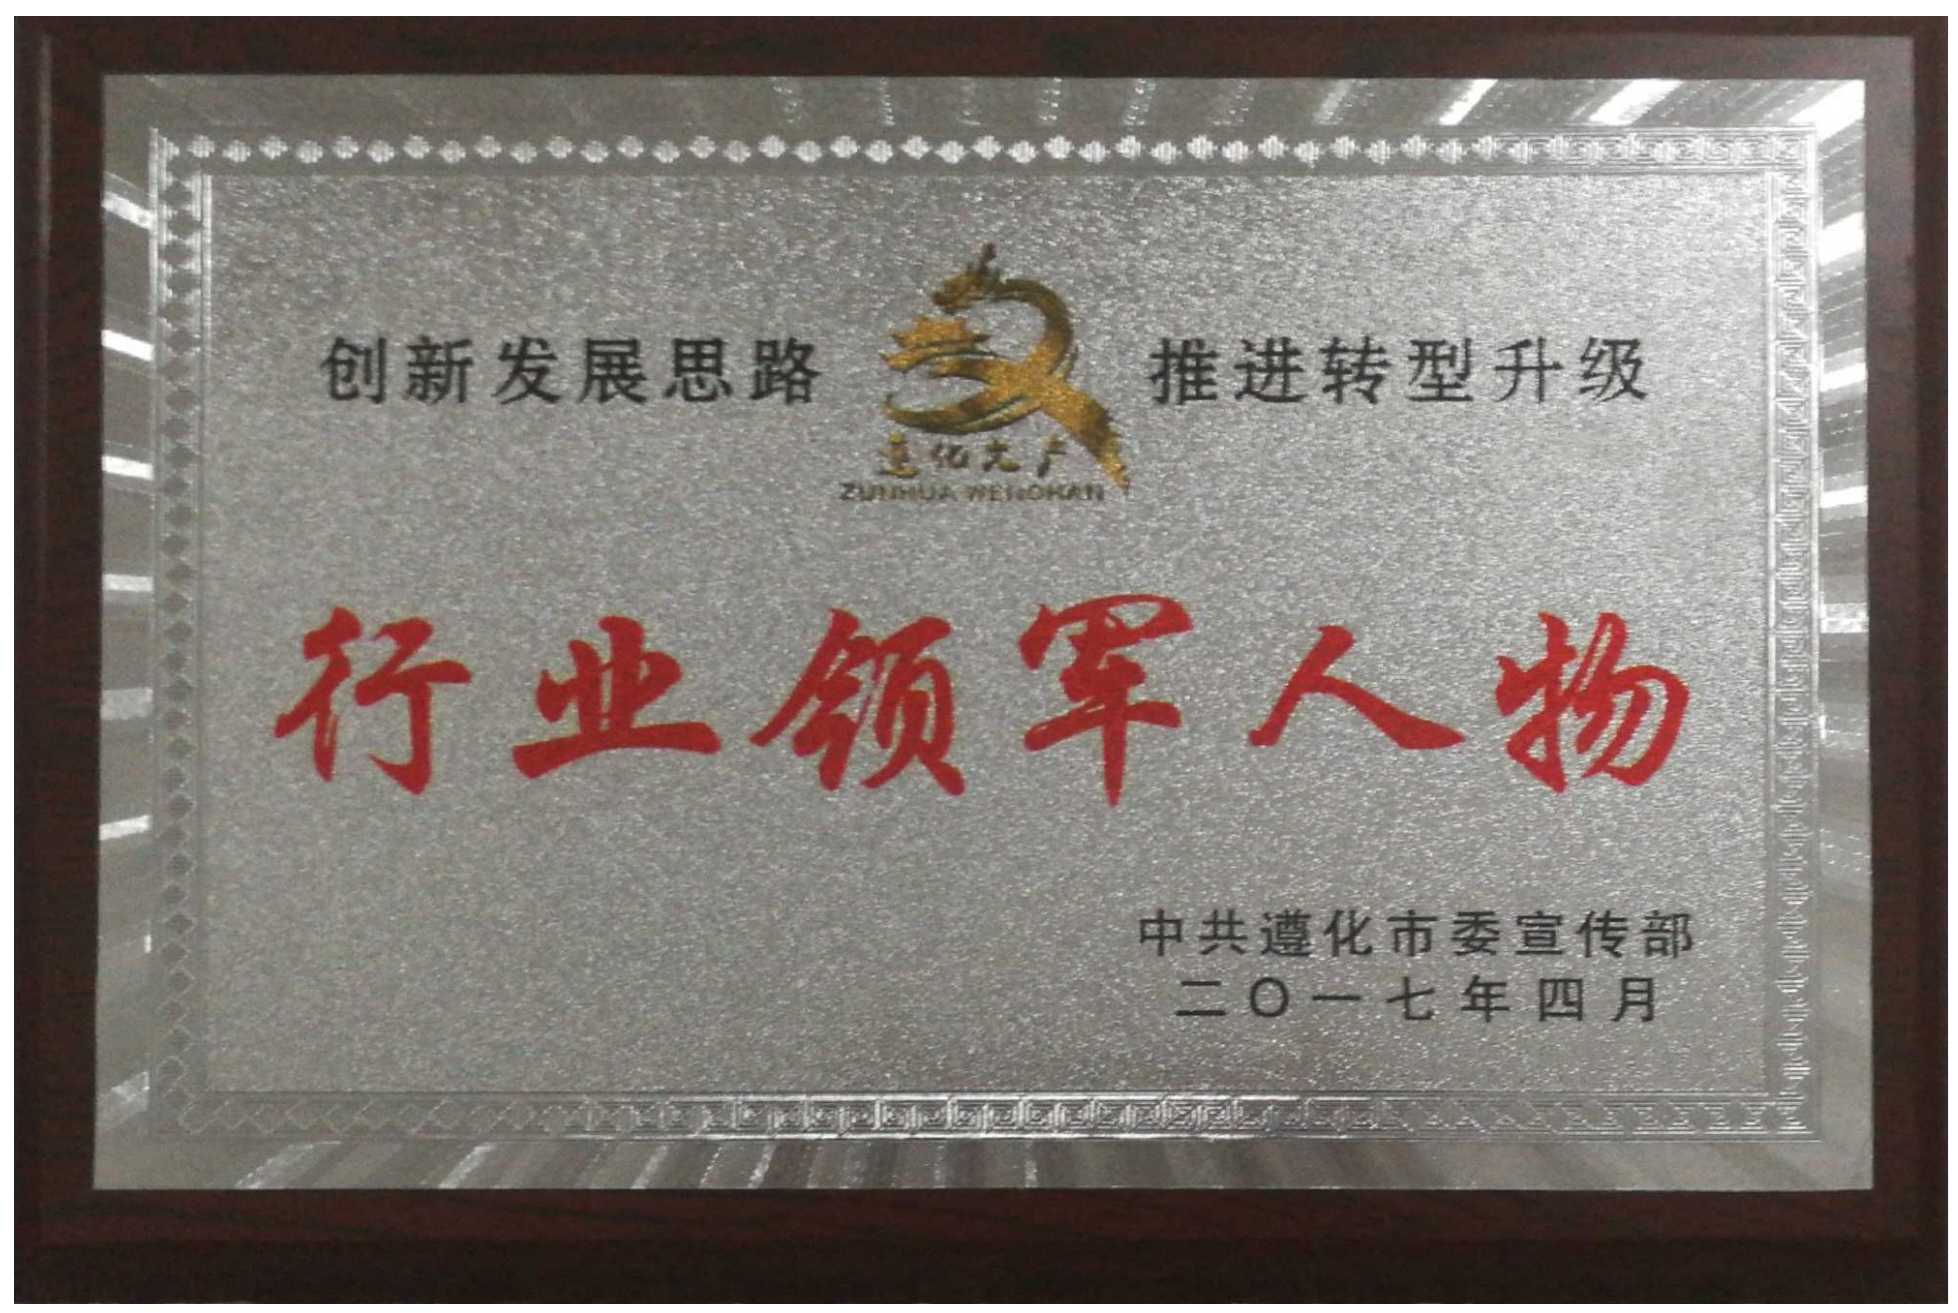 创新发展思路 推进转型升级
遵化文产
ZUNHUA WENCHAN
行业领军人物
中共遵化市委宣传部
二〇一七年四月